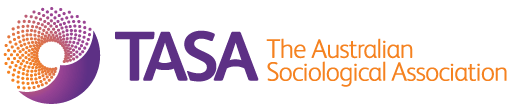 TASA
The Australian
Sociological Association